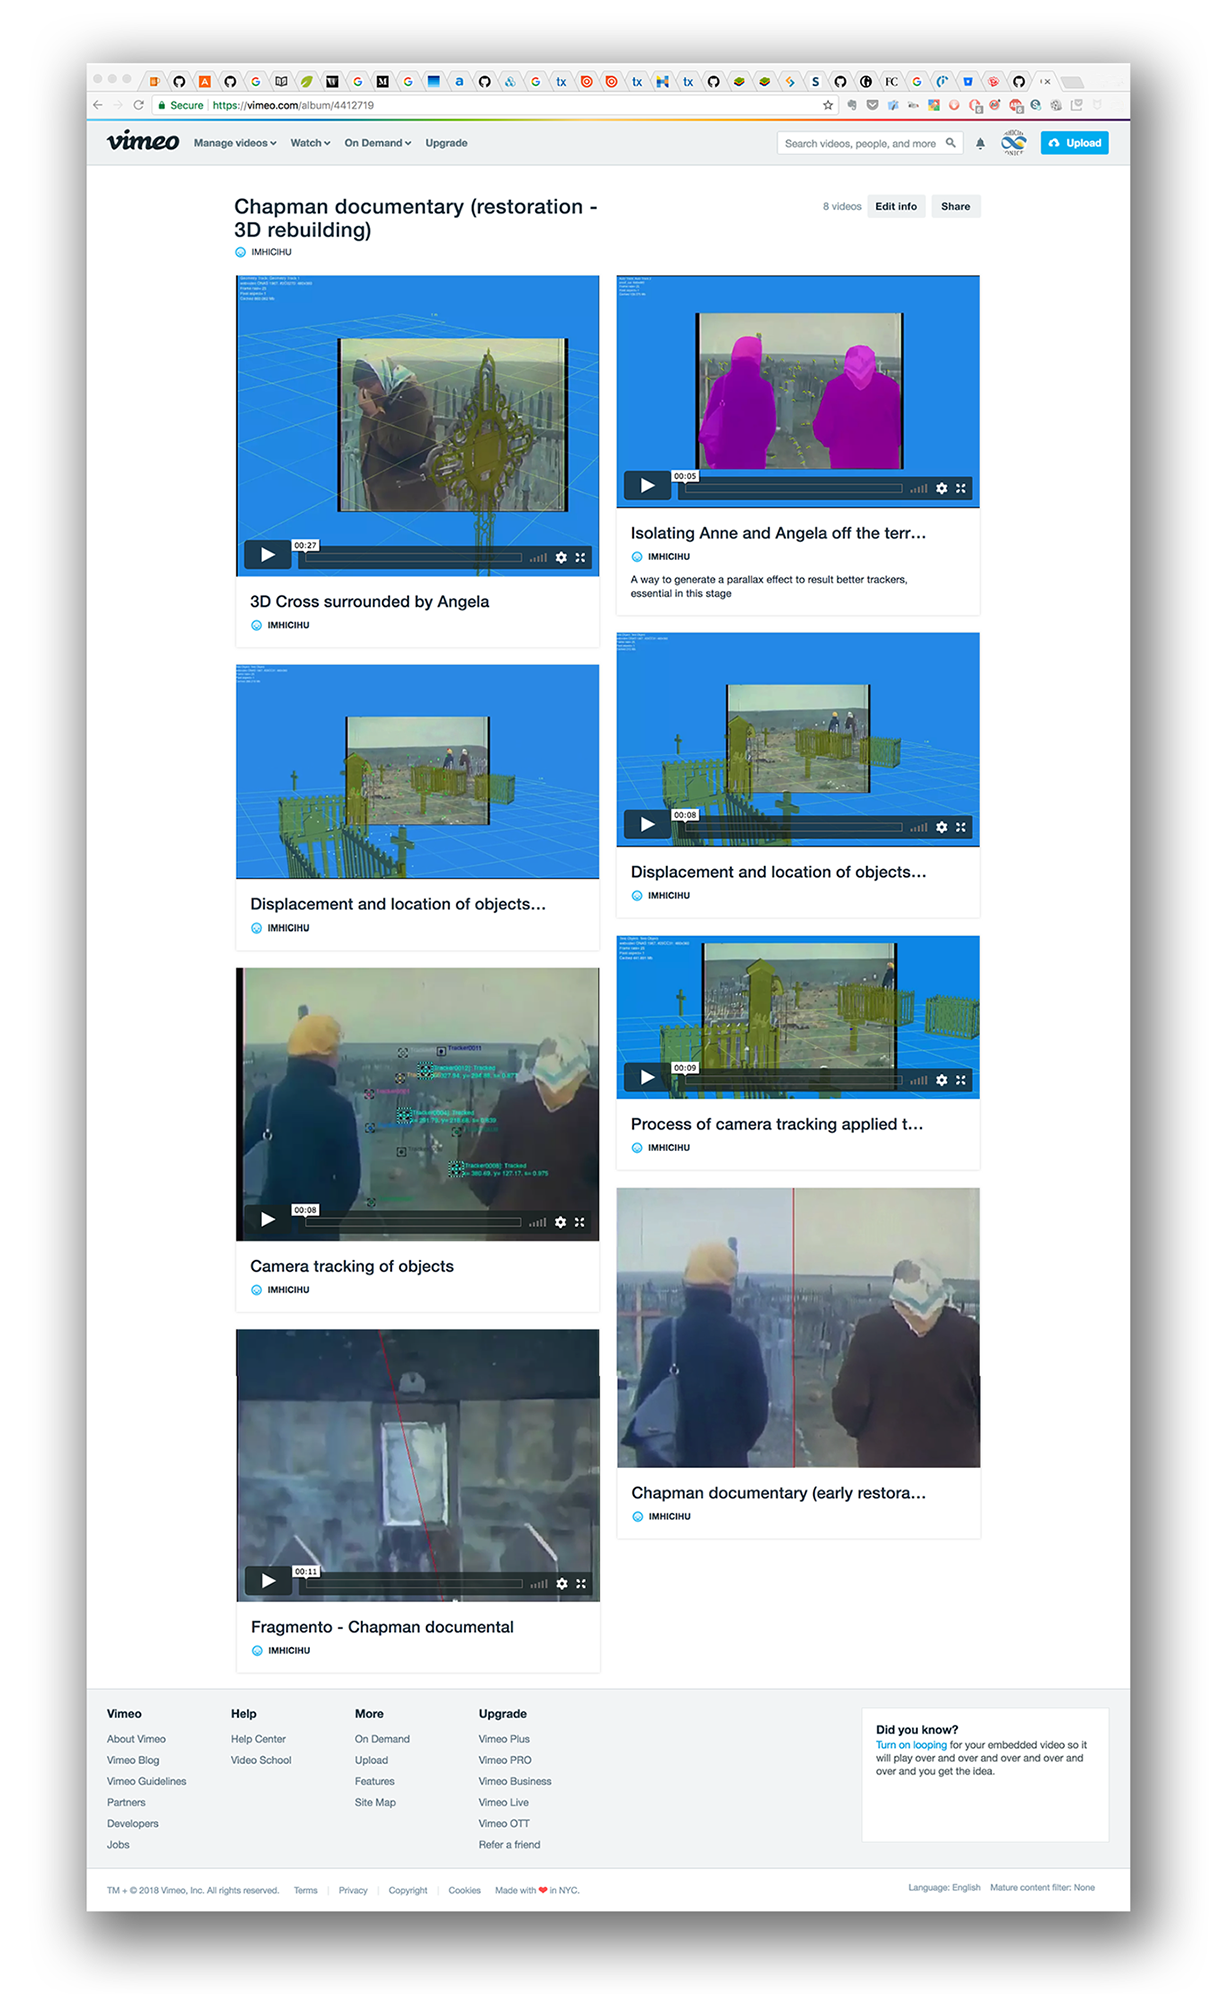 Secure https://vimeo.com/album/4412719
vimeo Manage videos Watch On Demand Upgrade
Search videos, people, and more
Upload
Chapman documentary (restoration -
3D rebuilding)
IMHICIHU
8 videos Edit info Share
00:27
3D Cross surrounded by Angela
IMHICIHU
00:05
Isolating Anne and Angela off the terr...
IMHICIHU
A way to generate a parallax effect to result better trackers,
essential in this stage
Displacement and location of objects...
IMHICIHU
00:08
Displacement and location of objects...
IMHICIHU
Tracker0011
00:08
Camera tracking of objects
IMHICIHU
00:09
Process of camera tracking applied t...
IMHICIHU
Chapman documentary (early restora...
IMHICIHU
00:11
Fragmento - Chapman documental
IMHICIHU
Vimeo
About Vimeo
Vimeo Blog
Vimeo Guidelines
Partners
Developers
Jobs
Help
Help Center
Video School
More
On Demand
Upload
Features
Site Map
Upgrade
Vimeo Plus
Vimeo PRO
Vimeo Business
Vimeo Live
Vimeo OTT
Refer a friend
Did you know?
Turn on looping for your embedded video so it
will play over and over and over and over and
over and you get the idea.
TM + © 2018 Vimeo, Inc. All rights reserved. Terms Privacy Copyright Cookies Made with ❤ in NYC.
Language: English Mature content filter: None